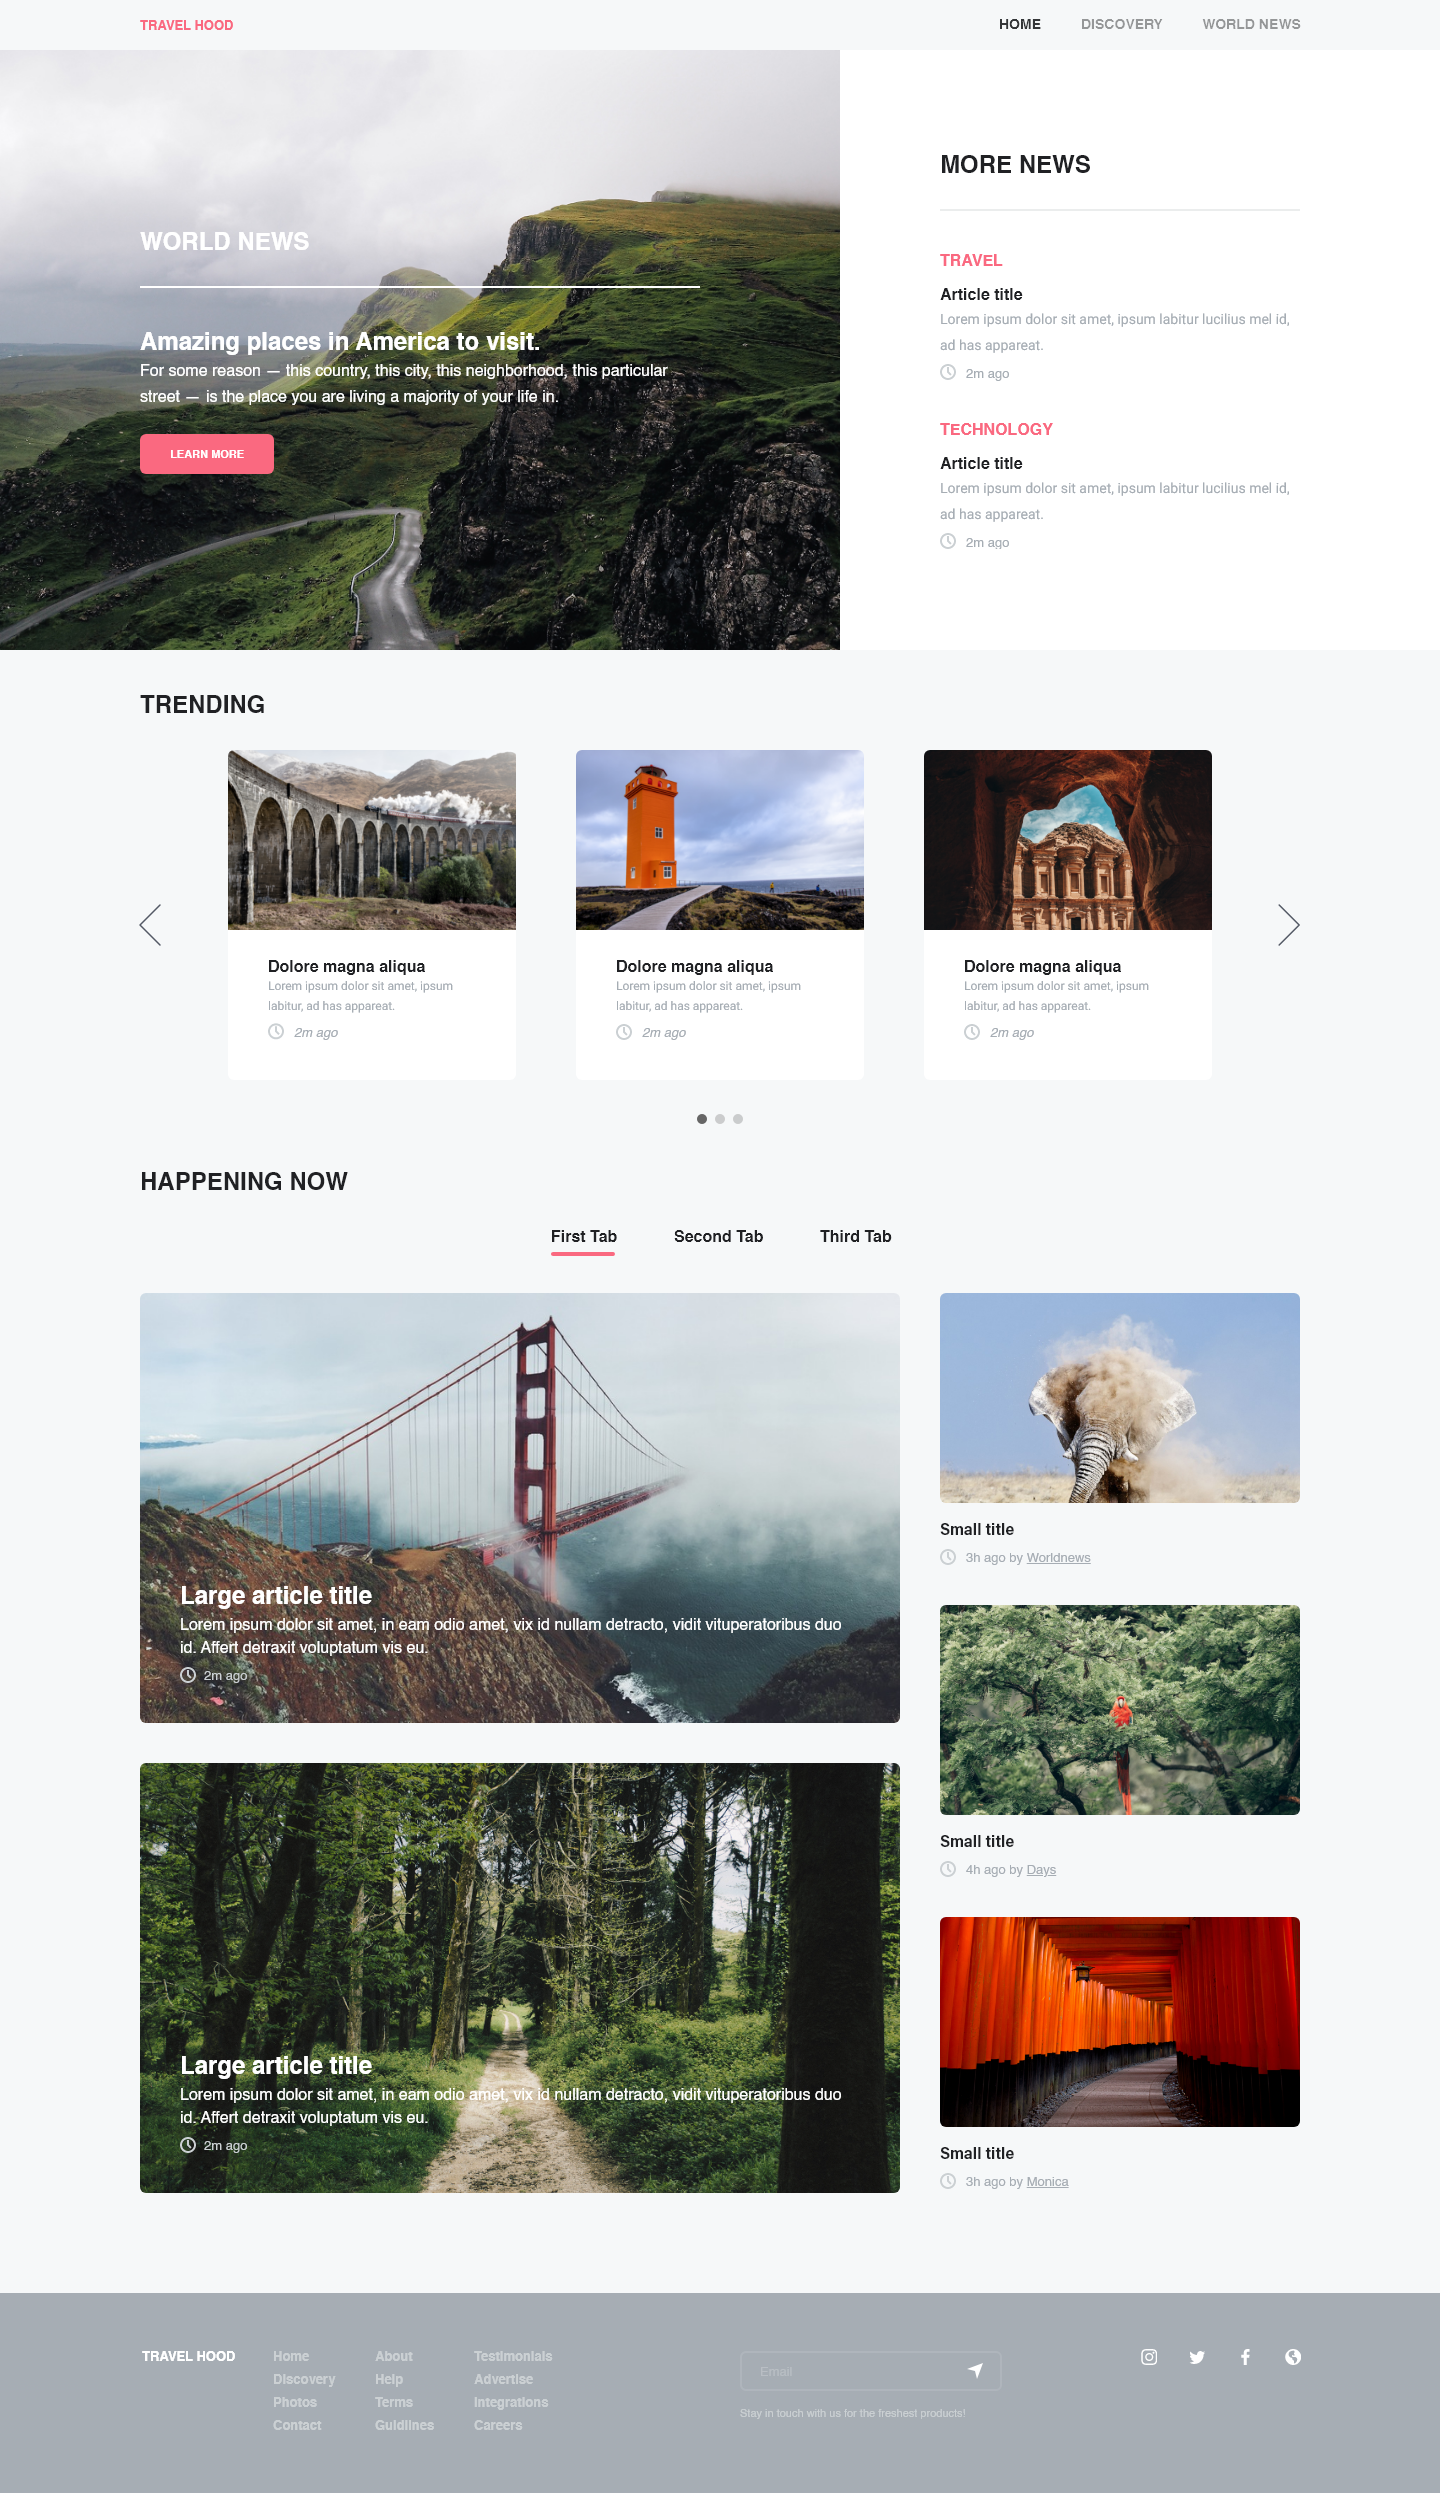 TRAVEL HOOD
HOME
DISCOVERY
WORLD NEWS
WORLD NEWS
Amazing places in America to visit.
For some reason — this country, this city, this neighborhood, this particular
street — is the place you are living a majority of your life in.
LEARN MORE
MORE NEWS
TRAVEL
Article title
Lorem ipsum dolor sit amet, ipsum labitur lucilius mel id,
ad has appareat.
2m ago
TECHNOLOGY
Article title
Lorem ipsum dolor sit amet, ipsum labitur lucilius mel id,
ad has appareat.
2m ago
TRENDING
Dolore magna aliqua
Lorem ipsum dolor sit amet, ipsum
labitur, ad has appareat.
2m ago
Dolore magna aliqua
Lorem ipsum dolor sit amet, ipsum
labitur, ad has appareat.
2m ago
Dolore magna aliqua
Lorem ipsum dolor sit amet, ipsum
labitur, ad has appareat.
2m ago
HAPPENING NOW
First Tab
Second Tab
Third Tab
Large article title
Lorem ipsum dolor sit amet, in eam odio amet, vix id nullam detracto, vidit vituperatoribus duo
id. Affert detraxit voluptatum vis eu.
2m ago
Large article title
Lorem ipsum dolor sit amet, in eam odio amet, vix id nullam detracto, vidit vituperatoribus duo
id. Affert detraxit voluptatum vis eu.
2m ago
Small title
3h ago by Worldnews
Small title
4h ago by Days
Small title
3h ago by Monica
TRAVEL HOOD
Home
Discovery
Photos
Contact
About
Help
Terms
Guidlines
Testimonials
Advertise
Integrations
Careers
Email
Stay in touch with us for the freshest products!